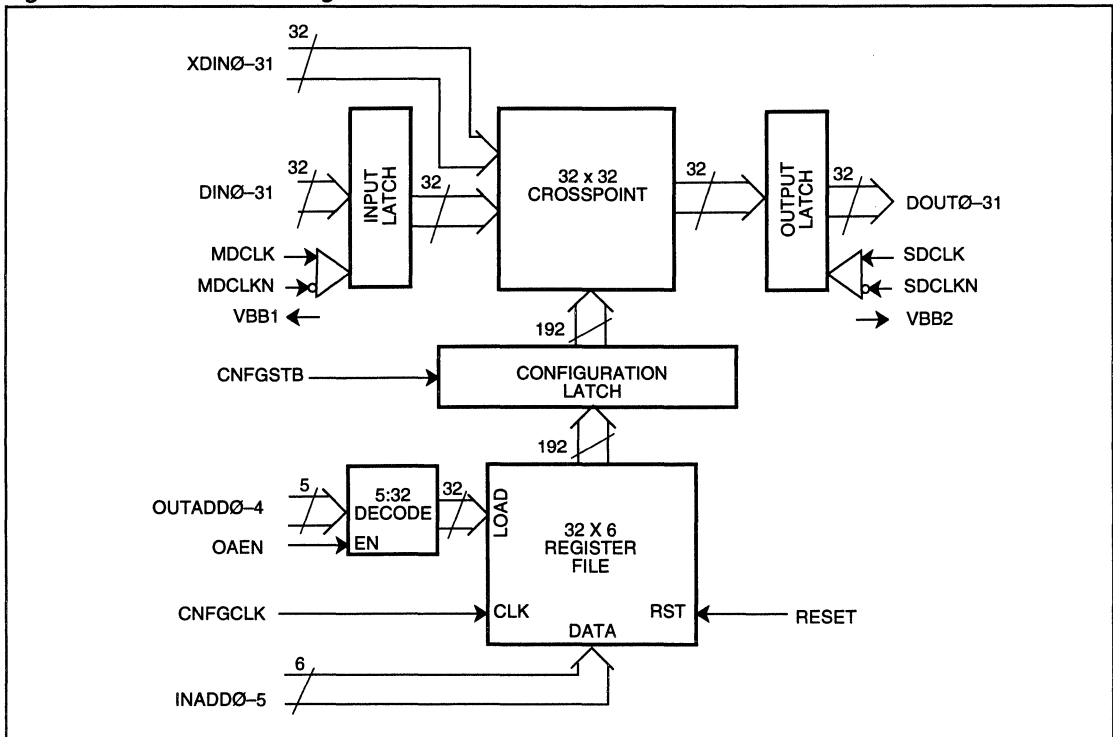 32
XDINØ–31
32
DINØ–31
INPUT
LATCH
32
32 x 32
CROSSPOINT
32
OUTPUT
LATCH
32
DOUTØ–31
MDCLK
MDCLKN
VBB1
SDCLK
SDCLKN
VBB2
192
CNFGSTB
CONFIGURATION
LATCH
192
5
OUTADDØ–4
OAEN
5:32
DECODE
EN
32
LOAD
32 X 6
REGISTER
FILE
CNFGCLK
CLK
RST
RESET
DATA
6
INADDØ–5